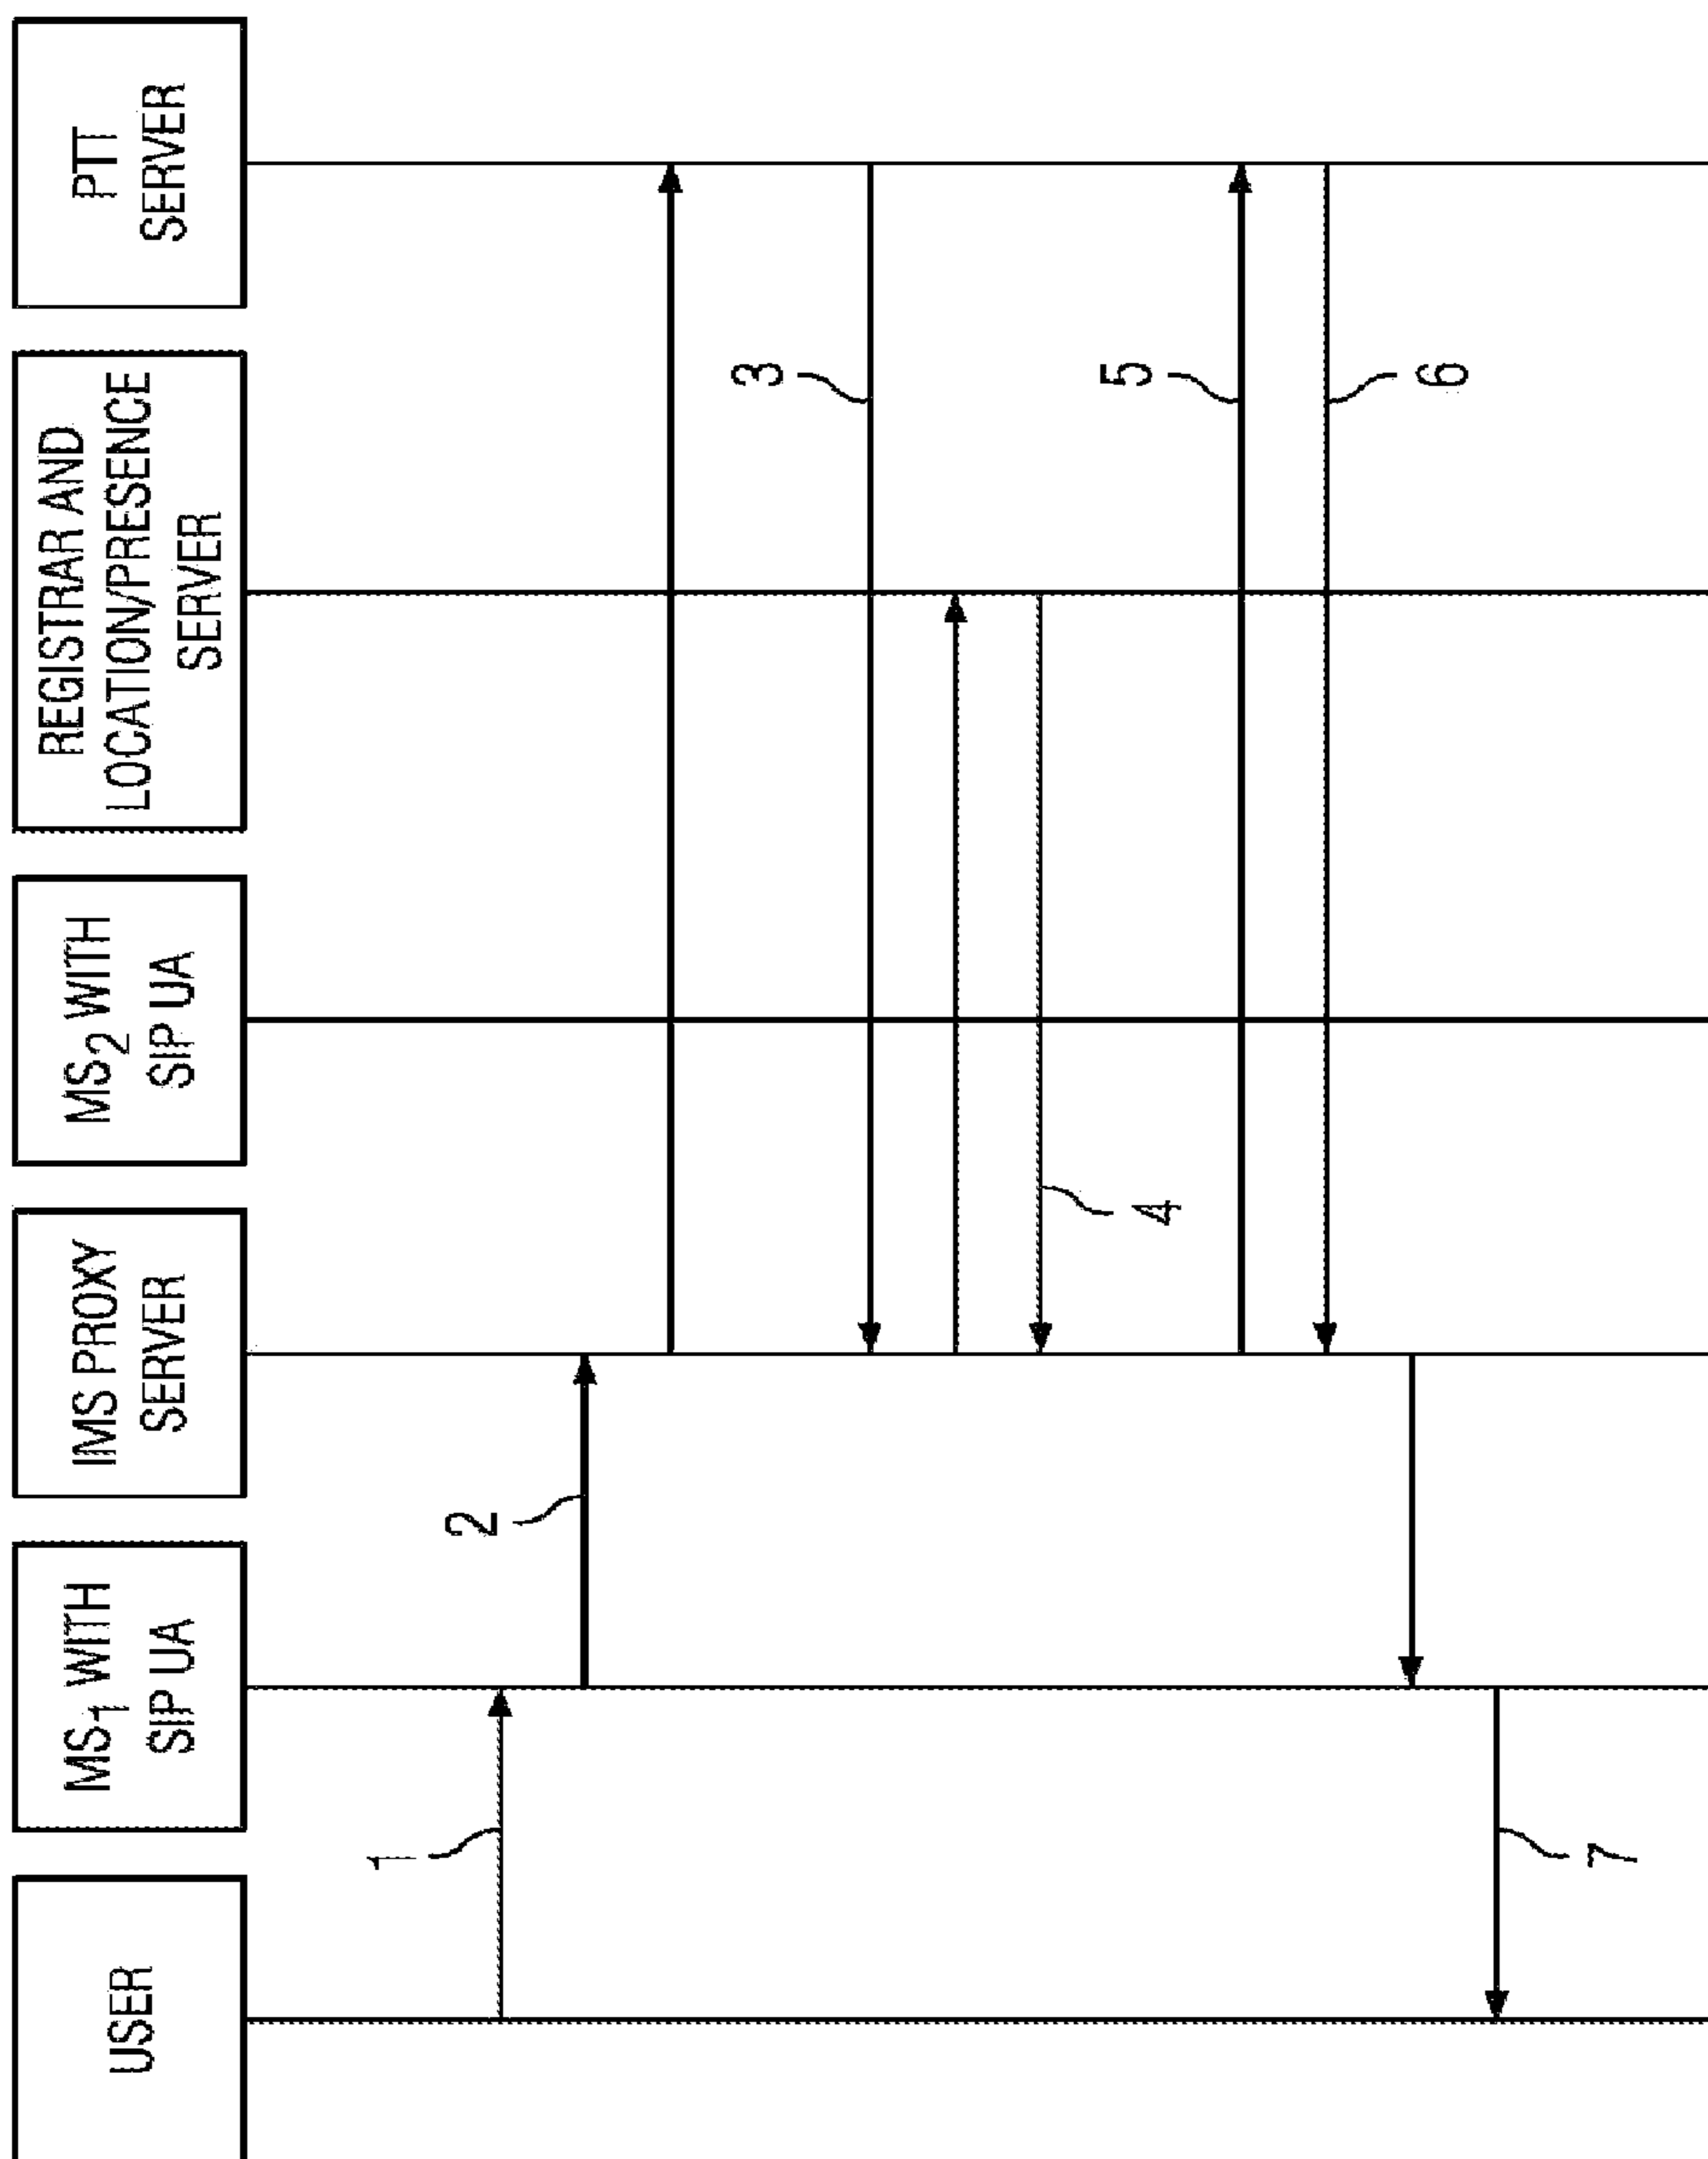 USER
MS1 WITH
SIP UA
IMS PROXY
SERVER
MS2 WITH
SIP UA
REGISTRAR AND
LOCATION/PRESENCE
SERVER
PTT
SERVER
1
2
3
4
5
6
7